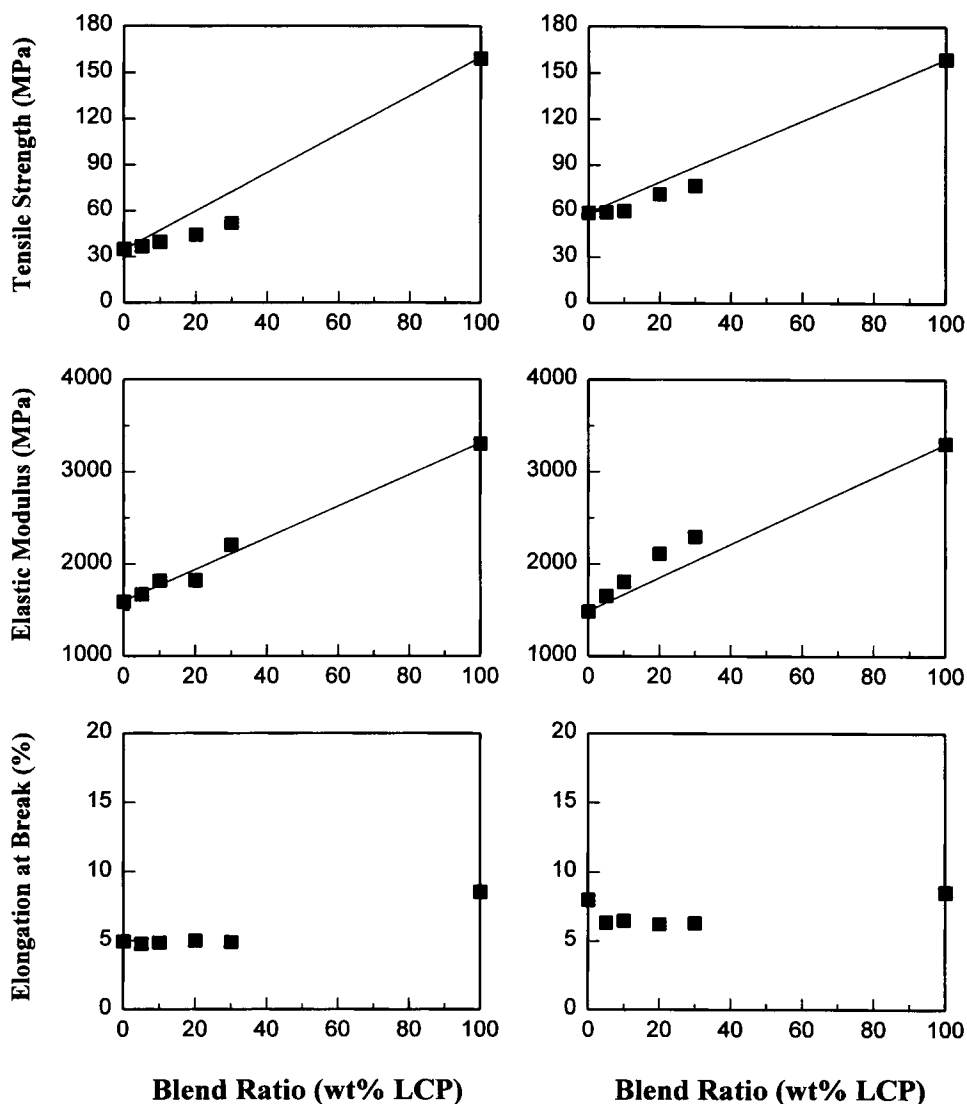 Tensile Strength (MPa)
180
150
120
90
60
30
0
0 20 40 60 80 100
180
150
120
90
60
30
0
0 20 40 60 80 100
Elastic Modulus (MPa)
4000
3000
2000
1000
0 20 40 60 80 100
4000
3000
2000
1000
0 20 40 60 80 100
Elongation at Break (%)
20
15
10
5
0
0 20 40 60 80 100
20
15
10
5
0
0 20 40 60 80 100
Blend Ratio (wt% LCP)
Blend Ratio (wt% LCP)